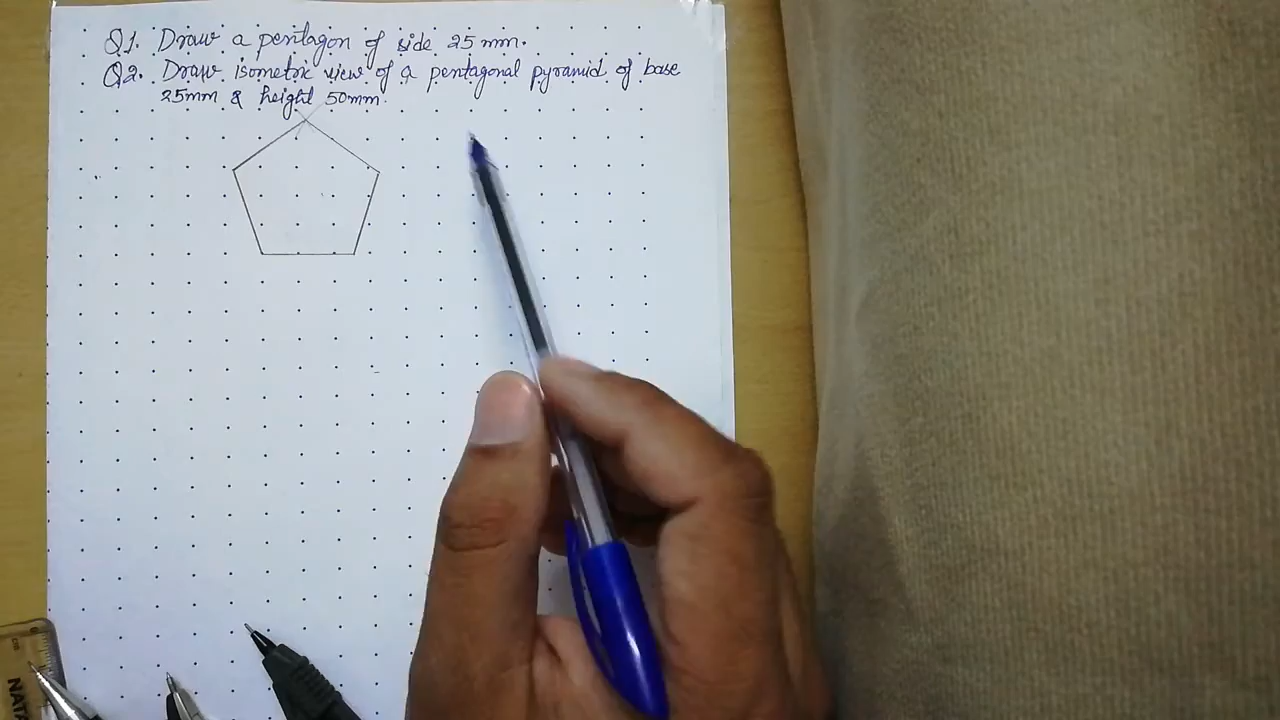 Q1. Draw a pentagon of side 25 mm.
Q2. Draw isometric view of a pentagonal pyramid of base
25mm & height 50mm.
NATA